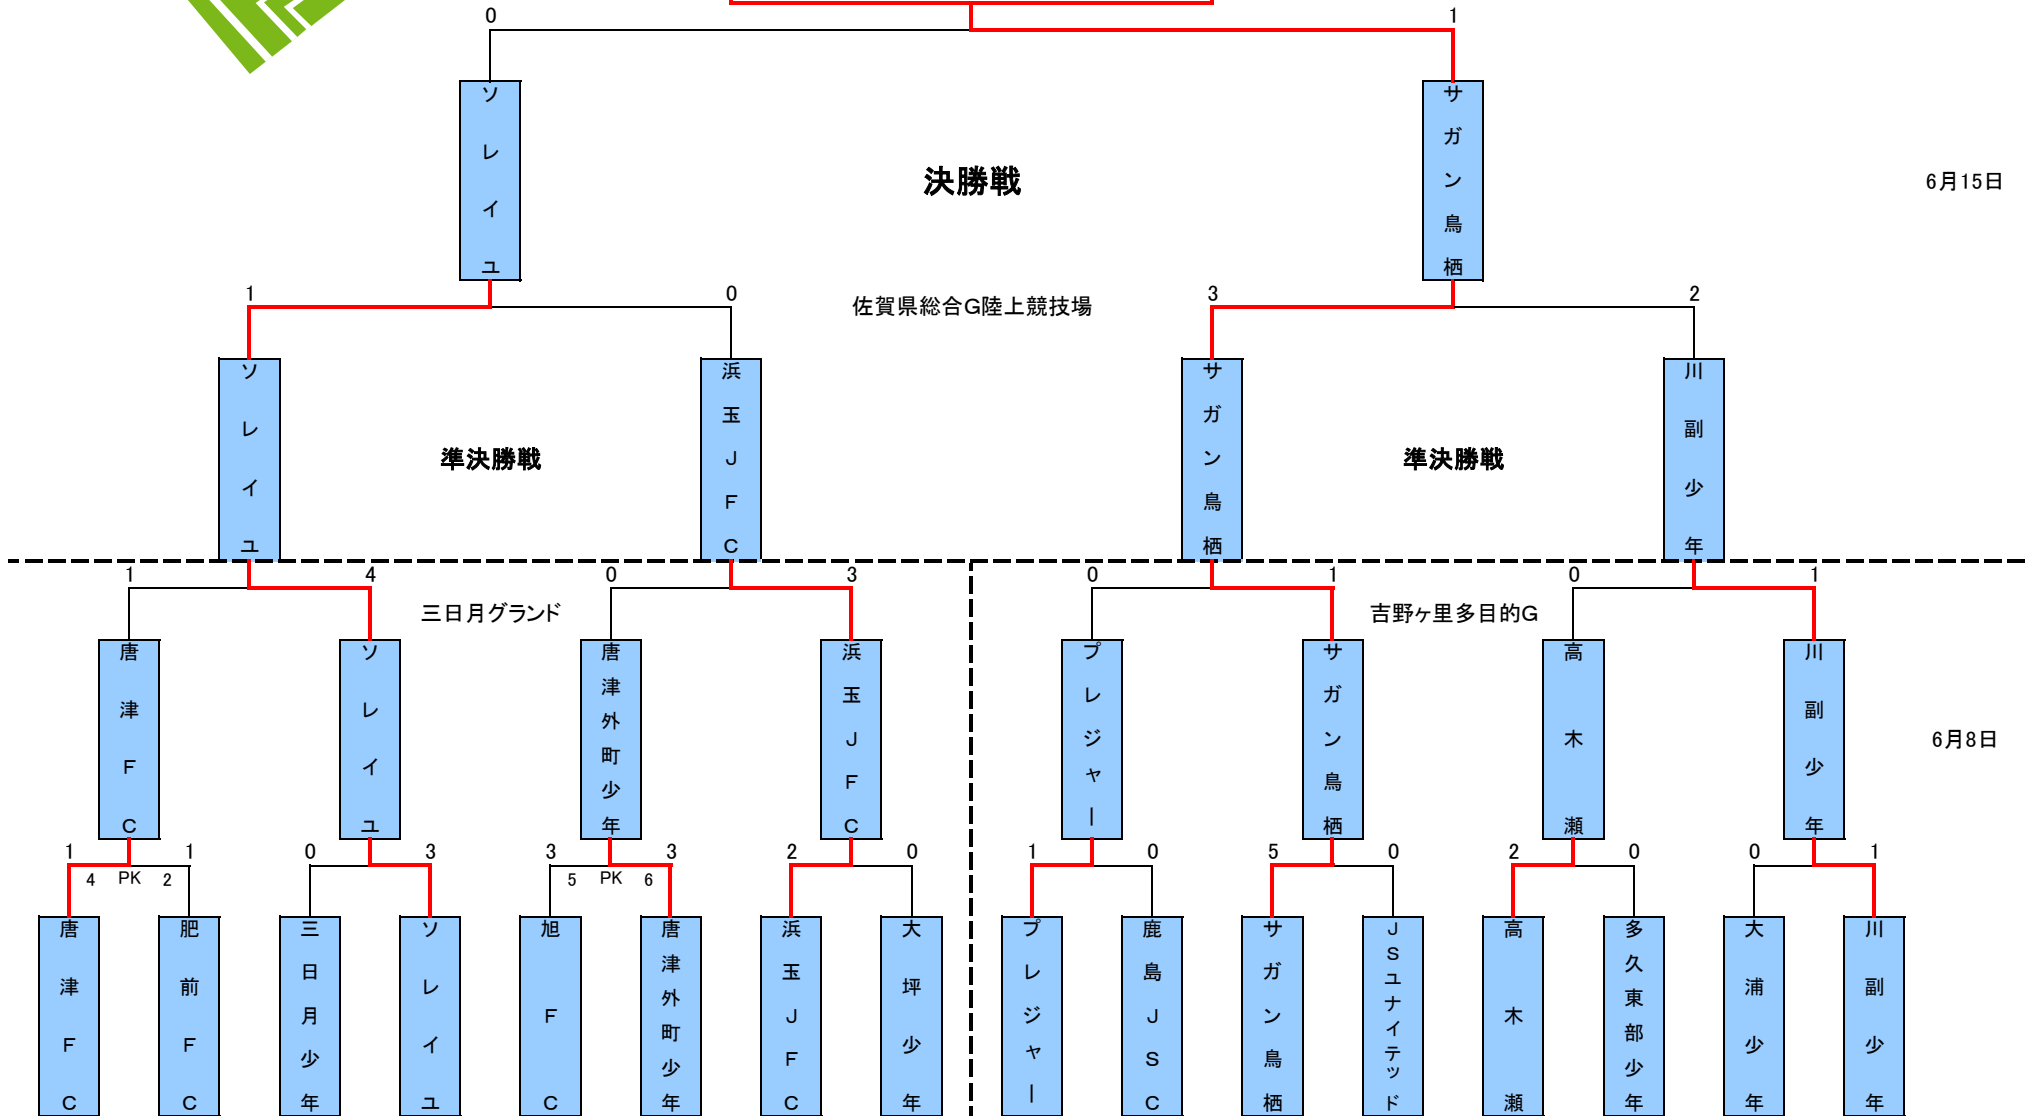 0 1
ソレイユ サガン鳥栖
決勝戦
6月15日
1 0 3 2
佐賀県総合G陸上競技場
ソレイユ 浜玉JFC サガン鳥栖 川副少年
準決勝戦 準決勝戦
1 4 0 3 0 1 0 1
三日月グランド 吉野ヶ里多目的G
唐津FC ソレイユ 唐津外町少年 浜玉JFC プレジャー サガン鳥栖 高木瀬 川副少年
6月8日
1 1 0 3 3 3 2 0 1 0 5 0 2 0 0 1
4 PK 2 5 PK 6
唐津FC 肥前FC 三日月少年 ソレイユ 旭FC 唐津外町少年 浜玉JFC 大坪少年 プレジャー 鹿島JSC サガン鳥栖 JSユナイテッド 高木瀬 多久東部少年 大浦少年 川副少年